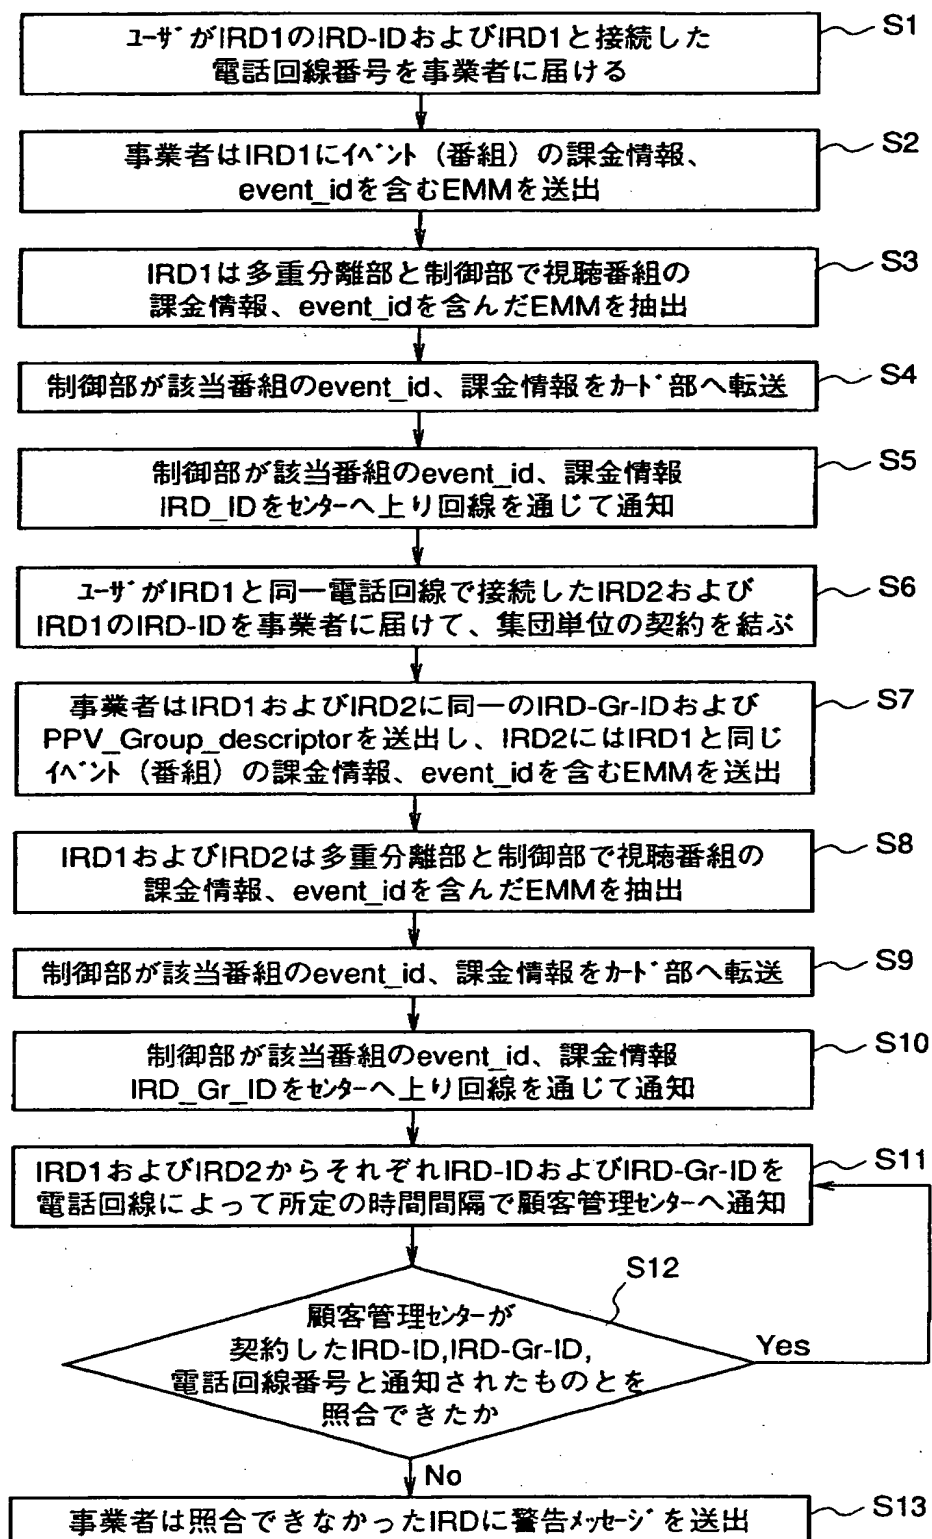 ﾕｰｻﾞがIRD1のIRD-IDおよびIRD1と接続した
電話回線番号を事業者に届ける
S1
事業者はIRD1にｲﾍﾞﾝﾄ（番組）の課金情報、
event_idを含むEMMを送出
S2
IRD1は多重分離部と制御部で視聴番組の
課金情報、event_idを含んだEMMを抽出
S3
制御部が該当番組のevent_id、課金情報をｶｰﾄﾞ部へ転送
S4
制御部が該当番組のevent_id、課金情報
IRD_IDをｾﾝﾀｰへ上り回線を通じて通知
S5
ﾕｰｻﾞがIRD1と同一電話回線で接続したIRD2および
IRD1のIRD-IDを事業者に届けて、集団単位の契約を結ぶ
S6
事業者はIRD1およびIRD2に同一のIRD-Gr-IDおよび
PPV_Group_descriptorを送出し、IRD2にはIRD1と同じ
ｲﾍﾞﾝﾄ（番組）の課金情報、event_idを含むEMMを送出
S7
IRD1およびIRD2は多重分離部と制御部で視聴番組の
課金情報、event_idを含んだEMMを抽出
S8
制御部が該当番組のevent_id、課金情報をｶｰﾄﾞ部へ転送
S9
制御部が該当番組のevent_id、課金情報
IRD_Gr_IDをｾﾝﾀｰへ上り回線を通じて通知
S10
IRD1およびIRD2からそれぞれIRD-IDおよびIRD-Gr-IDを
電話回線によって所定の時間間隔で顧客管理ｾﾝﾀｰへ通知
S11
S12
顧客管理ｾﾝﾀｰが
契約したIRD-ID,IRD-Gr-ID,
電話回線番号と通知されたものとを
照合できたか
Yes
No
事業者は照合できなかったIRDに警告ﾒｯｾｰｼﾞを送出
S13